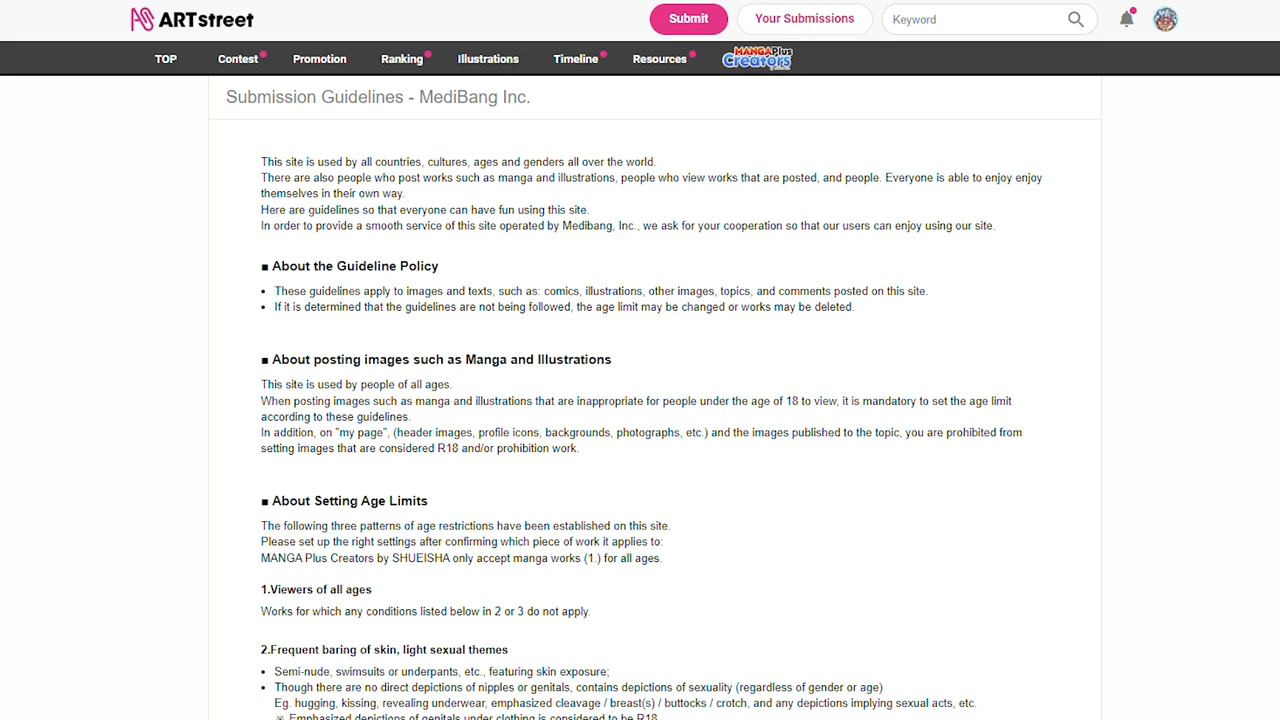 ARTstreet
Submit
Your Submissions
Keyword
TOP
Contest
Promotion
Ranking
Illustrations
Timeline
Resources
MANGA Plus
Creators
Submission Guidelines - MediBang Inc.
This site is used by all countries, cultures, ages and genders all over the world.
There are also people who post works such as manga and illustrations, people who view works that are posted, and people. Everyone is able to enjoy enjoy
themselves in their own way.
Here are guidelines so that everyone can have fun using this site.
In order to provide a smooth service of this site operated by Medibang, Inc., we ask for your cooperation so that our users can enjoy using our site.
■ About the Guideline Policy
• These guidelines apply to images and texts, such as: comics, illustrations, other images, topics, and comments posted on this site.
• If it is determined that the guidelines are not being followed, the age limit may be changed or works may be deleted.
■ About posting images such as Manga and Illustrations
This site is used by people of all ages.
When posting images such as manga and illustrations that are inappropriate for people under the age of 18 to view, it is mandatory to set the age limit
according to these guidelines.
In addition, on "my page", (header images, profile icons, backgrounds, photographs, etc.) and the images published to the topic, you are prohibited from
setting images that are considered R18 and/or prohibition work.
■ About Setting Age Limits
The following three patterns of age restrictions have been established on this site.
Please set up the right settings after confirming which piece of work it applies to:
MANGA Plus Creators by SHUEISHA only accept manga works (1.) for all ages.
1.Viewers of all ages
Works for which any conditions listed below in 2 or 3 do not apply.
2.Frequent baring of skin, light sexual themes
• Semi-nude, swimsuits or underpants, etc., featuring skin exposure;
• Though there are no direct depictions of nipples or genitals, contains depictions of sexuality (regardless of gender or age)
Eg. hugging, kissing, revealing underwear, emphasized cleavage / breast(s) / buttocks / crotch, and any depictions implying sexual acts, etc.
※ Emphasized depictions of genitals under clothing is considered to be R18